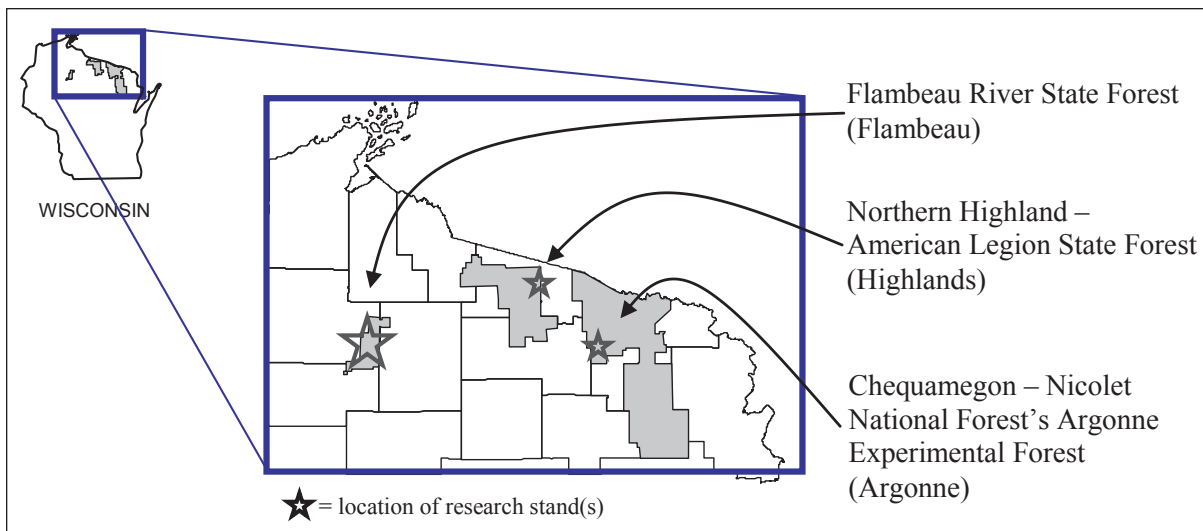 WISCONSIN
Flambeau River State Forest
(Flambeau)
Northern Highland –
American Legion State Forest
(Highlands)
Chequamegon – Nicolet
National Forest's Argonne
Experimental Forest
(Argonne)
= location of research stand(s)